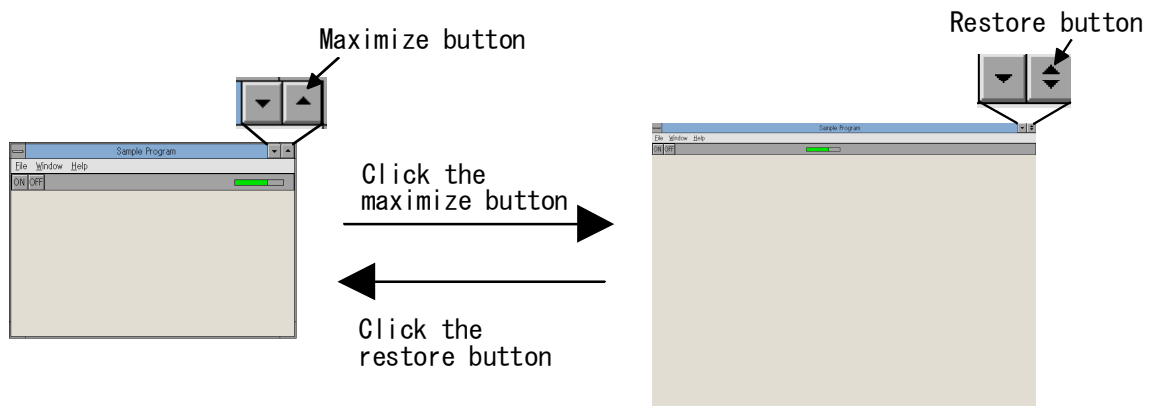 Maximize button
Restore button
Sample Program
File Window Help
ON OFF
Click the
maximize button
Click the
restore button
Sample Program
File Window Help
ON OFF